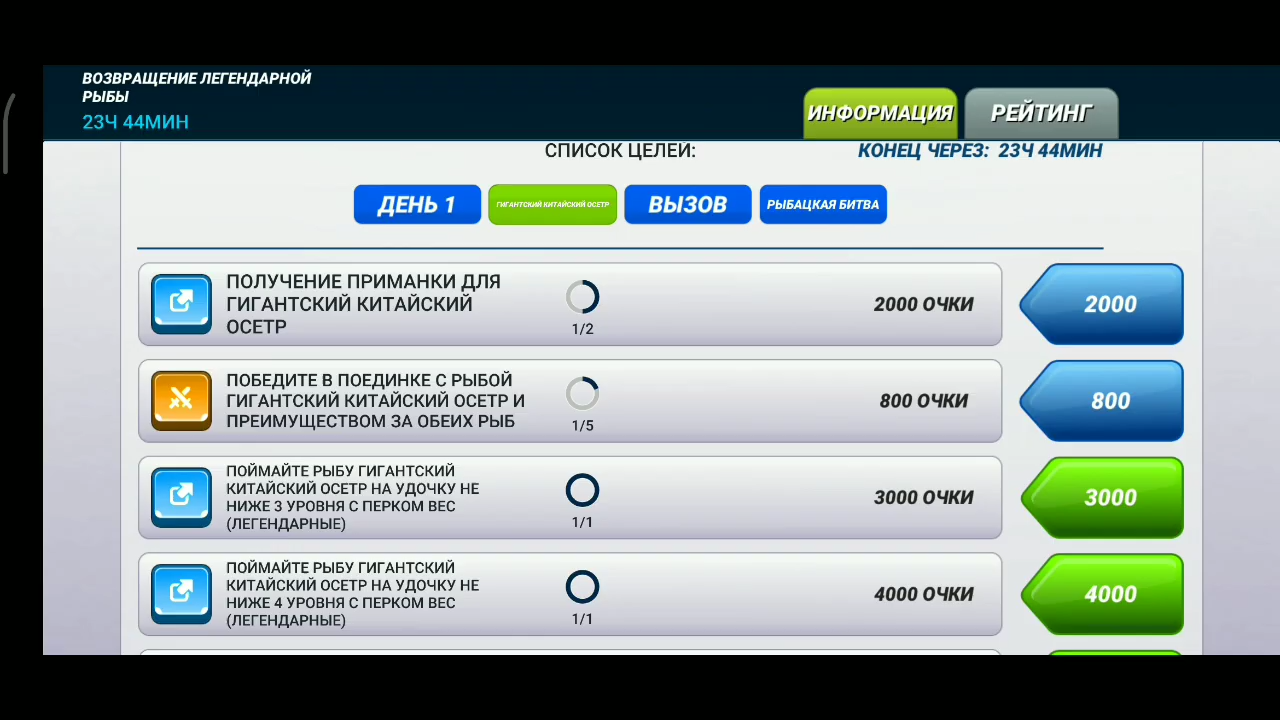 ВОЗВРАЩЕНИЕ ЛЕГЕНДАРНОЙ
РЫБЫ
23Ч 44МИН
ИНФОРМАЦИЯ
РЕЙТИНГ
СПИСОК ЦЕЛЕЙ:
КОНЕЦ ЧЕРЕЗ: 23Ч 44МИН
ДЕНЬ 1
ГИГАНТСКИЙ КИТАЙСКИЙ ОСЕТР
ВЫЗОВ
РЫБАЦКАЯ БИТВА
ПОЛУЧЕНИЕ ПРИМАНКИ ДЛЯ
ГИГАНТСКИЙ КИТАЙСКИЙ
ОСЕТР
1/2
2000 ОЧКИ
2000
ПОБЕДИТЕ В ПОЕДИНКЕ С РЫБОЙ
ГИГАНТСКИЙ КИТАЙСКИЙ ОСЕТР И
ПРЕИМУЩЕСТВОМ ЗА ОБЕИХ РЫБ
1/5
800 ОЧКИ
800
ПОЙМАЙТЕ РЫБУ ГИГАНТСКИЙ
КИТАЙСКИЙ ОСЕТР НА УДОЧКУ НЕ
НИЖЕ 3 УРОВНЯ С ПЕРКОМ ВЕС
(ЛЕГЕНДАРНЫЕ)
1/1
3000 ОЧКИ
3000
ПОЙМАЙТЕ РЫБУ ГИГАНТСКИЙ
КИТАЙСКИЙ ОСЕТР НА УДОЧКУ НЕ
НИЖЕ 4 УРОВНЯ С ПЕРКОМ ВЕС
(ЛЕГЕНДАРНЫЕ)
1/1
4000 ОЧКИ
4000